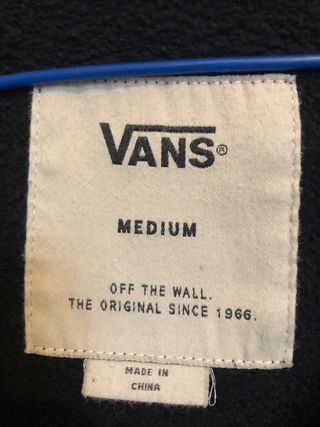 VANS®
MEDIUM
OFF THE WALL.
THE ORIGINAL SINCE 1966.
MADE IN
CHINA